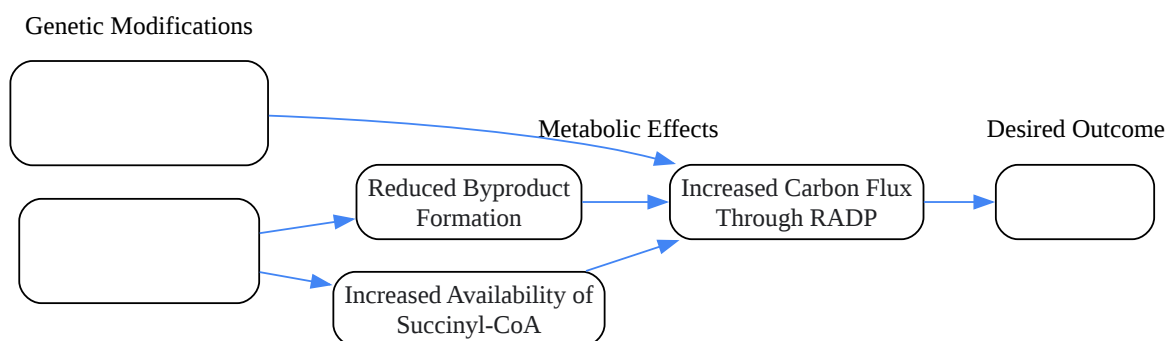 Genetic Modifications
Metabolic Effects
Desired Outcome
Reduced Byproduct
Formation
Increased Carbon Flux
Through RADP
Increased Availability of
Succinyl-CoA